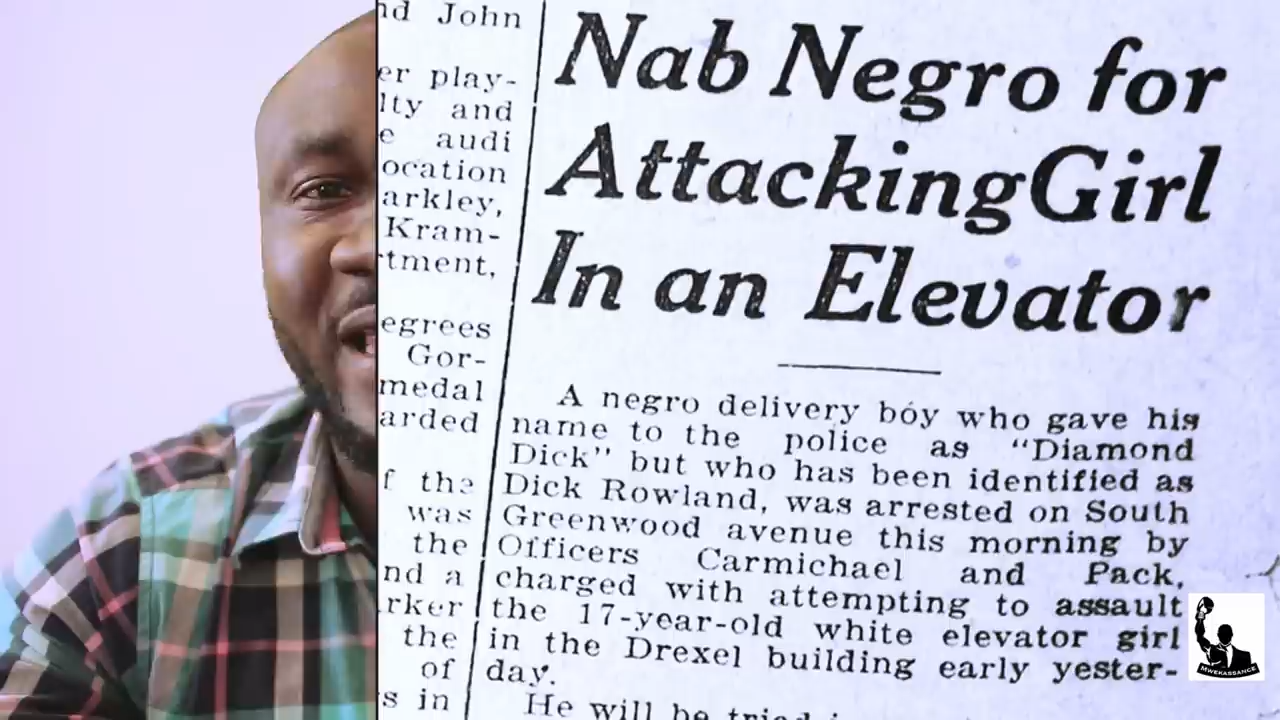 nd John
er play-
lty and
e audi
ocation
arkley,
Kram-
rtment,
egrees
Gor-
medal
arded
f the
was
the
nd a
rker
the
of
s in
Nab Negro for
Attacking Girl
In an Elevator
A negro delivery boy who gave his
name to the police as "Diamond
Dick" but who has been identified as
Dick Rowland, was arrested on South
Greenwood avenue this morning by
Officers Carmichael and Pack,
charged with attempting to assault
the 17-year-old white elevator girl
in the Drexel building early yester-
day.
He will be tried i
MWEKASSANCE